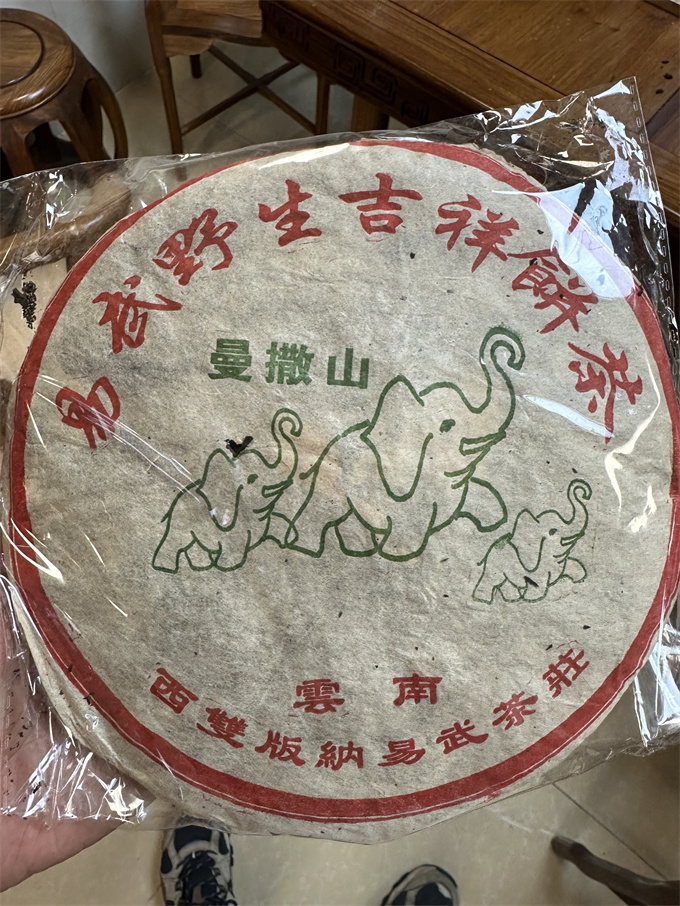 易武野生吉祥餅茶
曼撒山
雲南
西雙版納易武茶莊